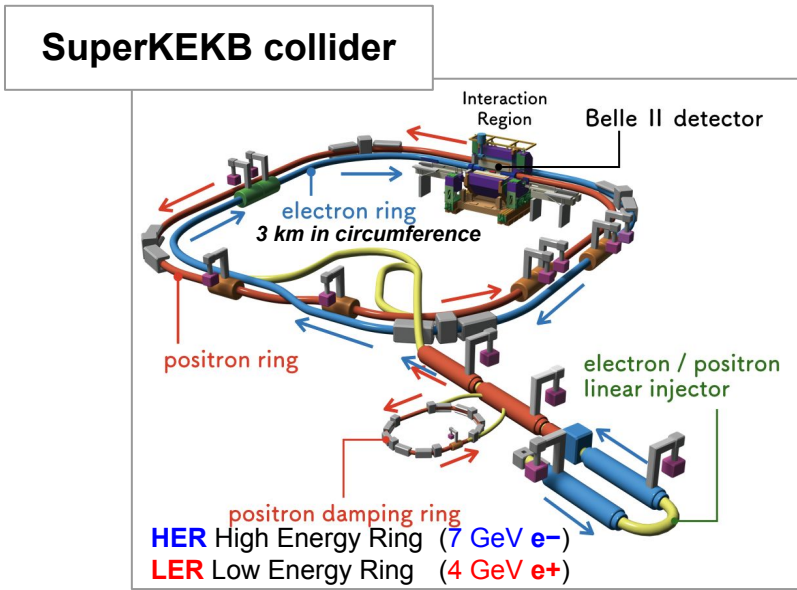 SuperKEKB collider
Interaction
Region
Belle II detector
electron ring
3 km in circumference
positron ring
electron / positron
linear injector
positron damping ring
HER High Energy Ring (7 GeV e−)
LER Low Energy Ring (4 GeV e+)